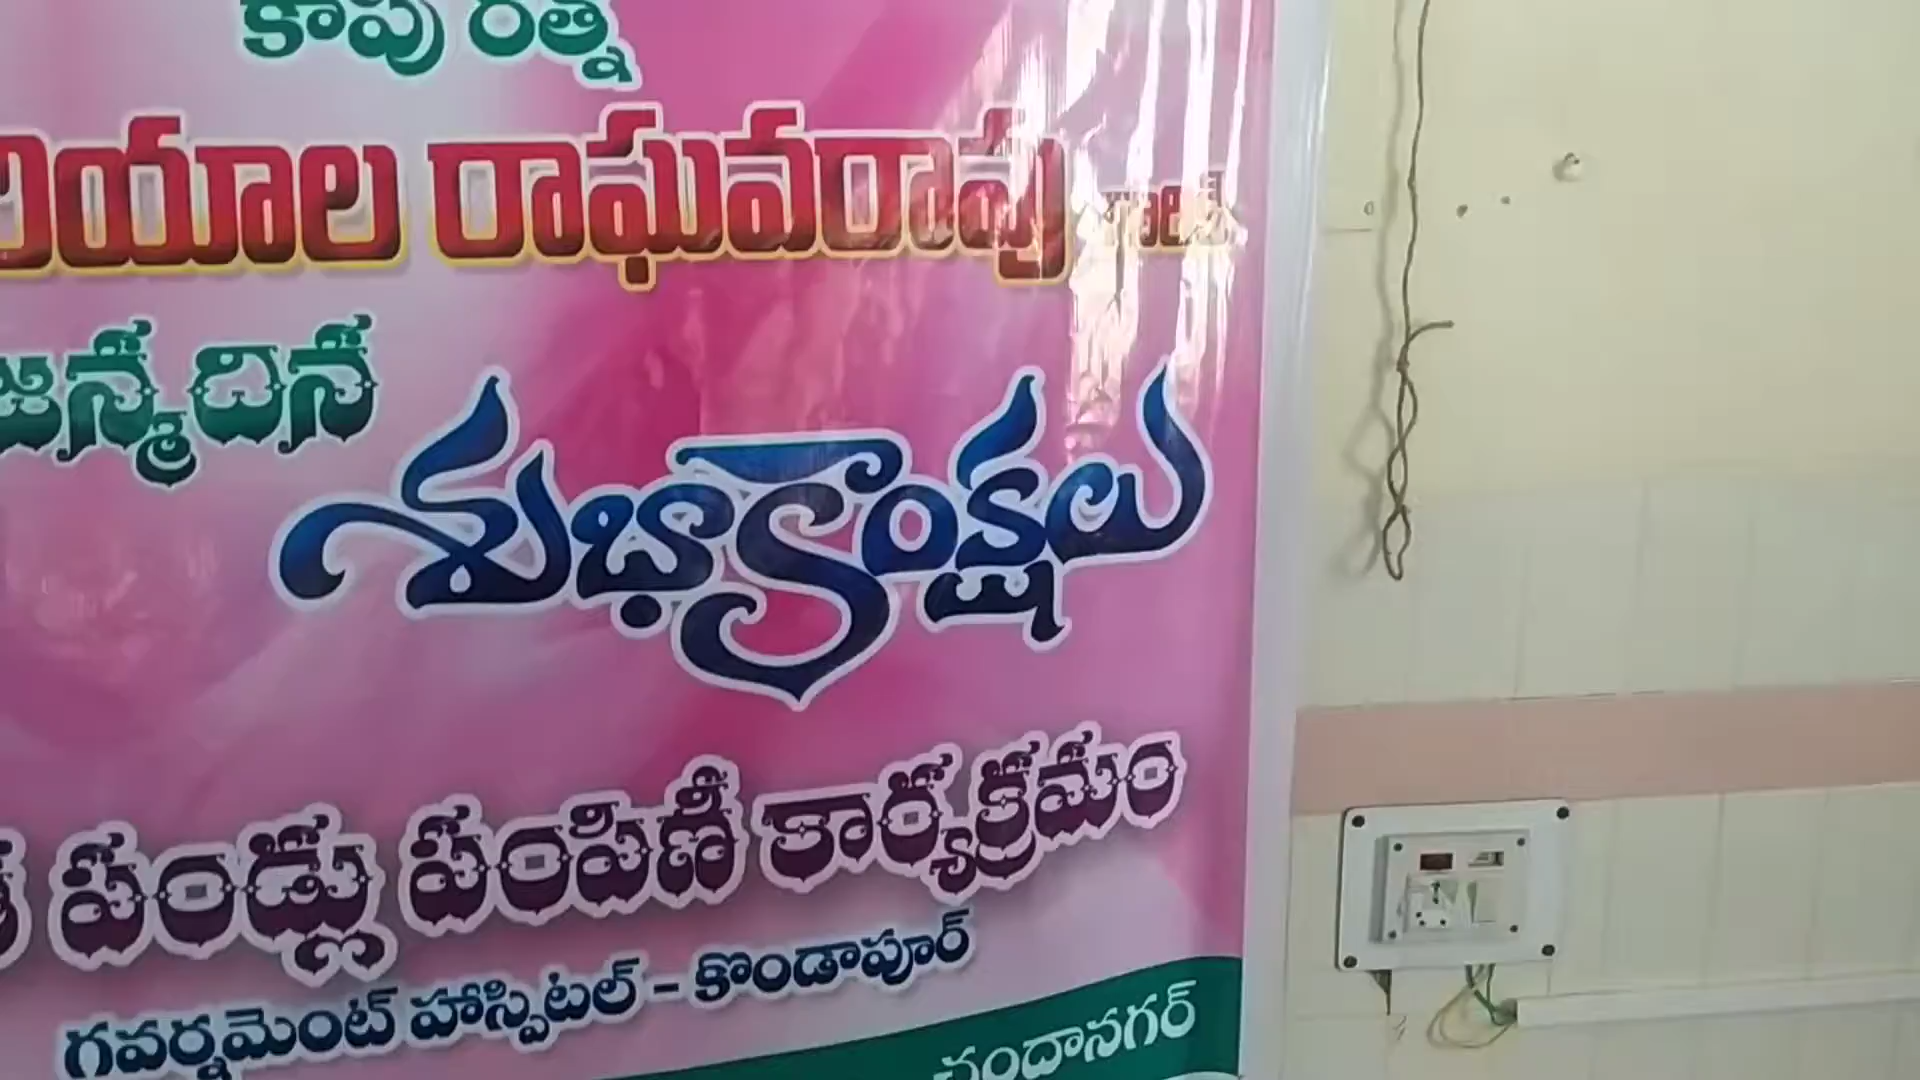 కాపు రత్న
రాఘవరావు గారికి
జన్మదిన
శుభాకాంక్షలు
పండ్లు పంపిణీ కార్యక్రమం
గవర్నమెంట్ హాస్పిటల్ - కొండాపూర్
చందానగర్